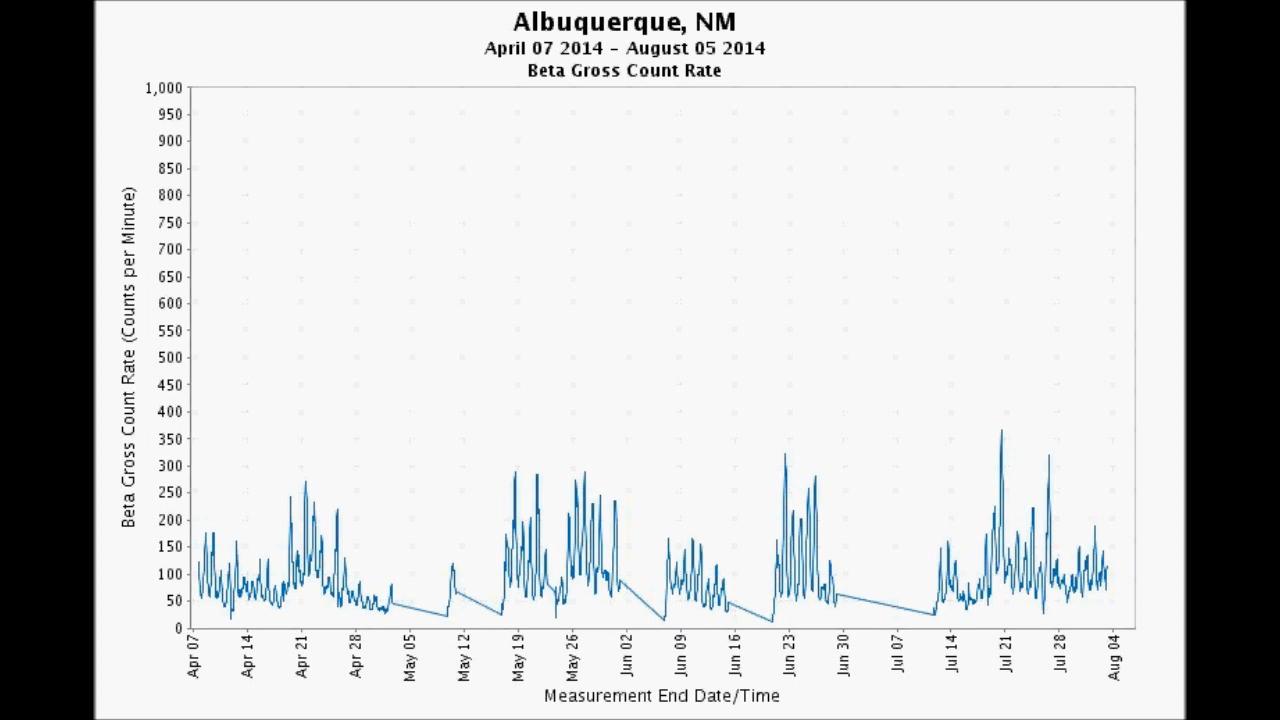 Albuquerque, NM
April 07 2014 - August 05 2014
Beta Gross Count Rate
1,000
950
900
850
800
750
700
650
600
550
500
450
400
350
300
250
200
150
100
50
0
Beta Gross Count Rate (Counts per Minute)
Apr 07
Apr 14
Apr 21
Apr 28
May 05
May 12
May 19
May 26
Jun 02
Jun 09
Jun 16
Jun 23
Jun 30
Jul 07
Jul 14
Jul 21
Jul 28
Aug 04
Measurement End Date/Time